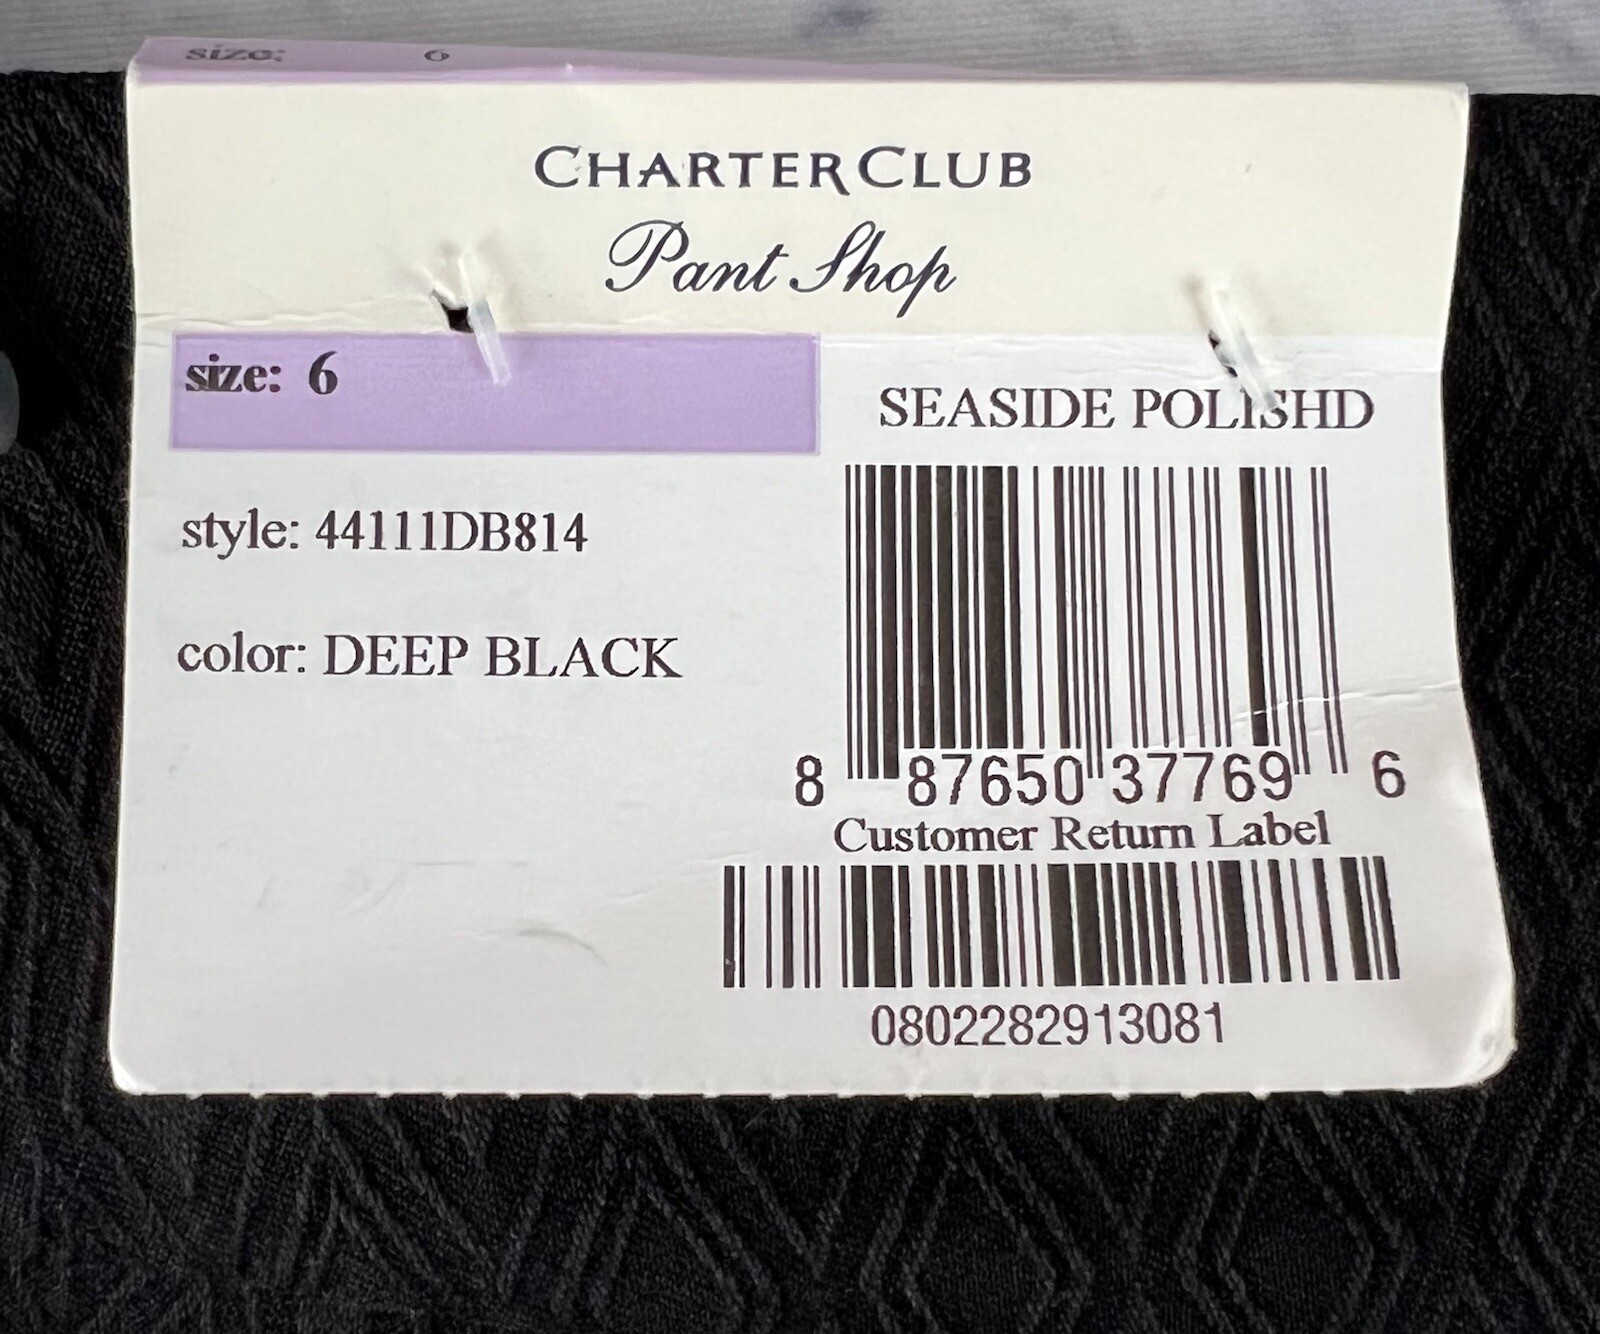 size: 6
CHARTER CLUB
Pant Shop
size: 6
SEASIDE POLISHD
style: 44111DB814
color: DEEP BLACK
8 87650 37769 6
Customer Return Label
0802282913081